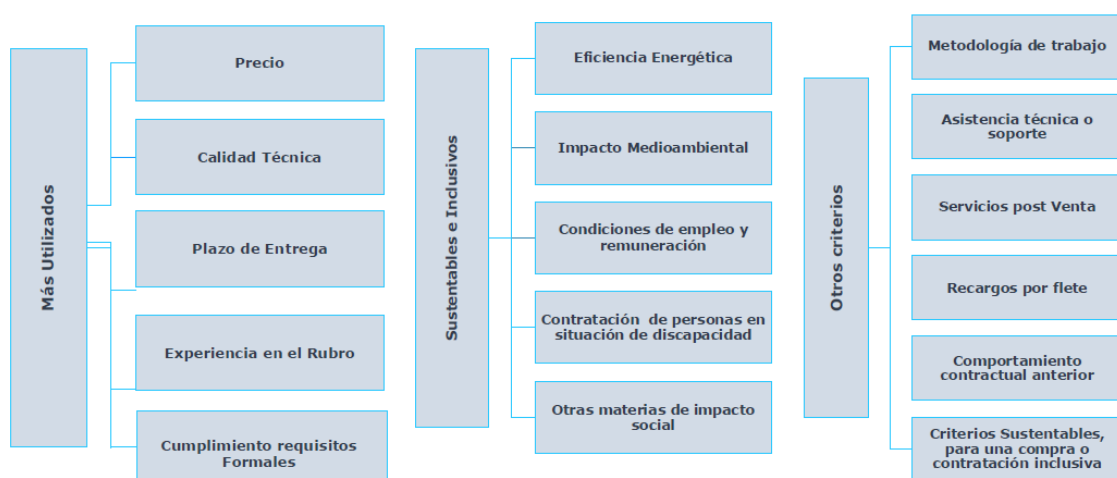 Más Utilizados
Precio
Calidad Técnica
Plazo de Entrega
Experiencia en el Rubro
Cumplimiento requisitos
Formales
Sustentables e Inclusivos
Eficiencia Energética
Impacto Medioambiental
Condiciones de empleo y
remuneración
Contratación  de personas en
situación de discapacidad
Otras materias de impacto
social
Otros criterios
Metodología de trabajo
Asistencia técnica o
soporte
Servicios post Venta
Recargos por flete
Comportamiento
contractual anterior
Criterios Sustentables,
para una compra o
contratación inclusiva